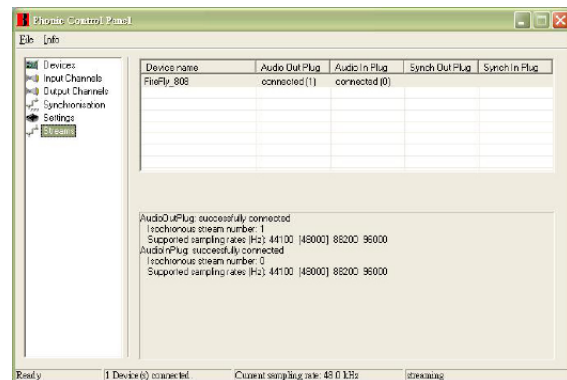 Phonic Control Panel
File Info
Devices
Input Channels
Output Channels
Synchronisation
Settings
Streams
Device name Audio Out Plug Audio In Plug Synch Out Plug Synch In Plug
FireFly_808 connected (1) connected (0)
AudioOutPlug: successfully connected
Isochronous stream number: 1
Supported sampling rates [Hz]: 44100 [48000] 88200 96000
AudioInPlug: successfully connected
Isochronous stream number: 0
Supported sampling rates [Hz]: 44100 [48000] 88200 96000
Ready 1 Device(s) connected. Current sampling rate: 48.0 kHz streaming